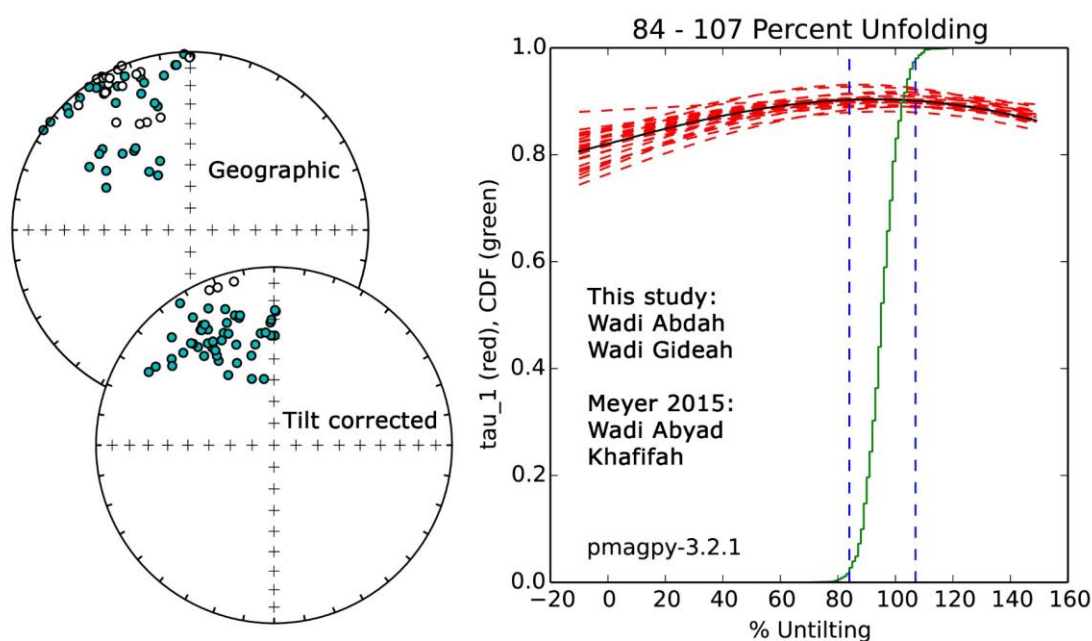 84 - 107 Percent Unfolding
Geographic
Tilt corrected
tau_1 (red), CDF (green)
1.0
0.8
0.6
0.4
0.2
0.0
This study:
Wadi Abdah
Wadi Gideah
Meyer 2015:
Wadi Abyad
Khafifah
pmagpy-3.2.1
−20 0 20 40 60 80 100 120 140 160
% Untilting